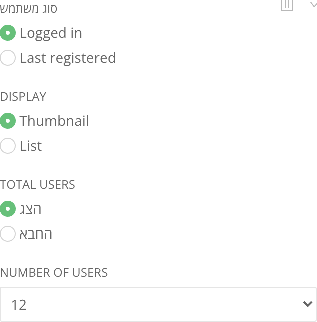 סוג משתמש
Logged in
Last registered
DISPLAY
Thumbnail
List
TOTAL USERS
הצג
החבא
NUMBER OF USERS
12